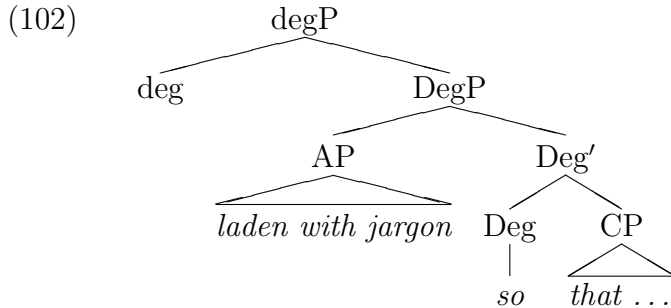 (102) degP
deg DegP
AP Deg′
laden with jargon Deg CP
so that …